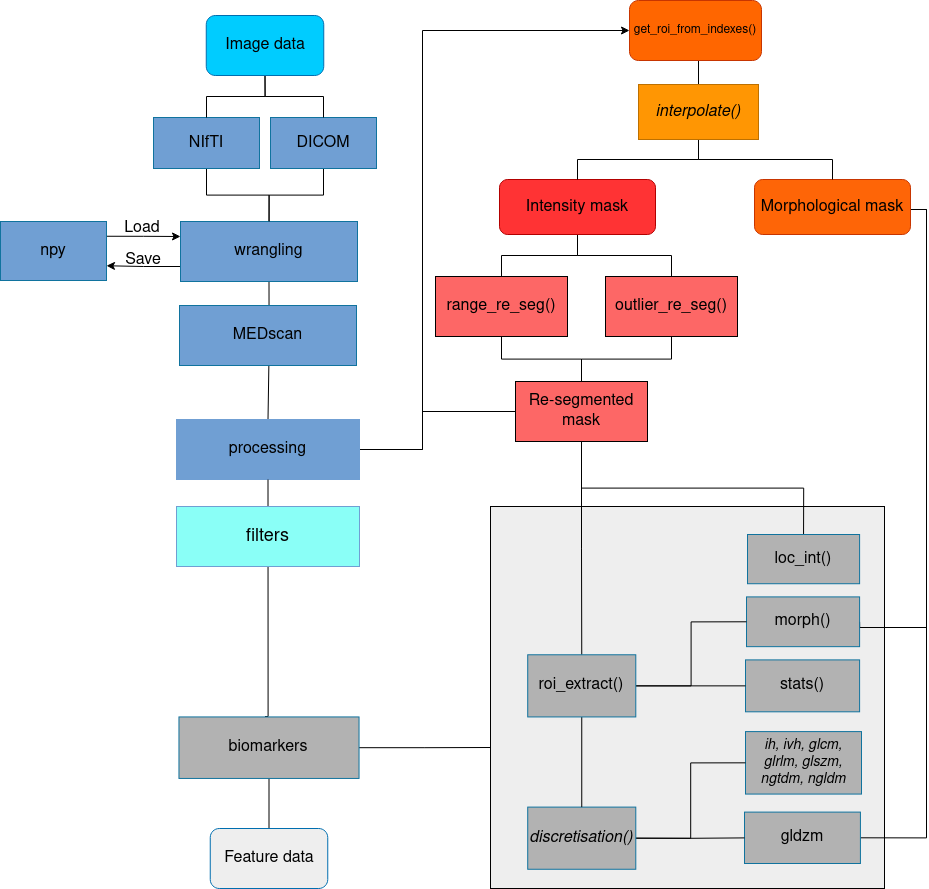 Image data
NIfTI
DICOM
npy
Load
Save
wrangling
MEDscan
processing
filters
biomarkers
Feature data
get_roi_from_indexes()
interpolate()
Intensity mask
Morphological mask
range_re_seg()
outlier_re_seg()
Re-segmented
mask
loc_int()
morph()
roi_extract()
stats()
ih, ivh, glcm,
glrlm, glszm,
ngtdm, ngldm
discretisation()
gldzm